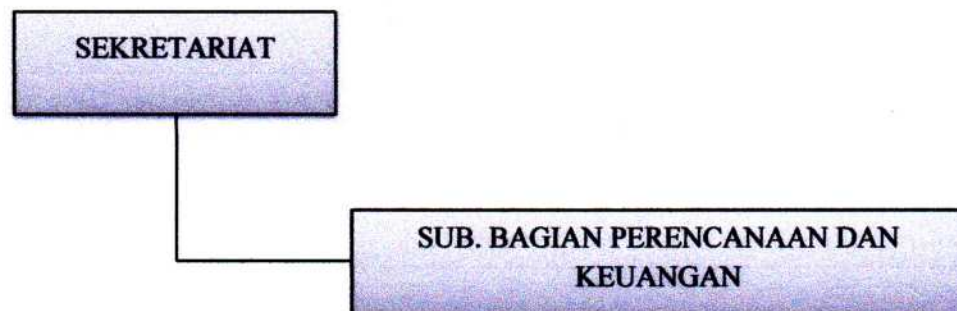 SEKRETARIAT
SUB. BAGIAN PERENCANAAN DAN
KEUANGAN